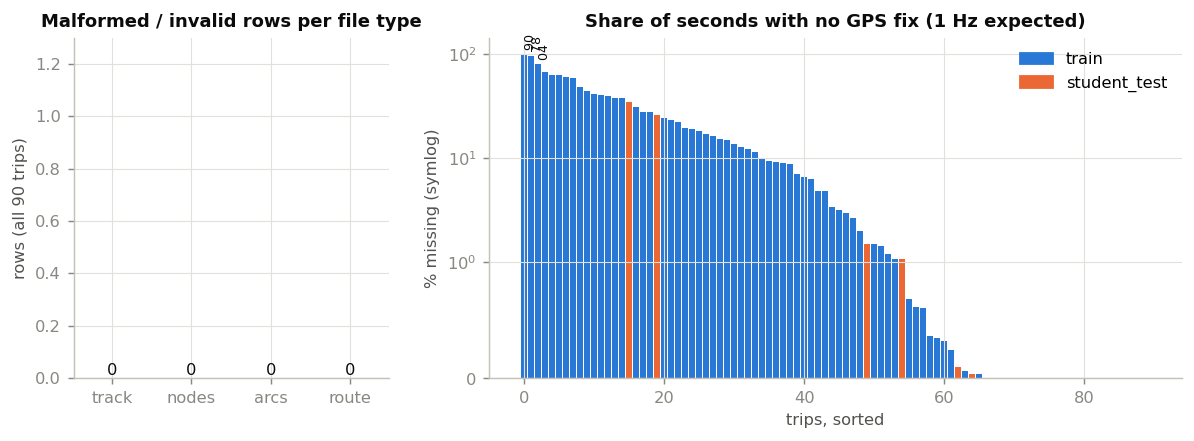 Malformed / invalid rows per file type
rows (all 90 trips)
1.2
1.0
0.8
0.6
0.4
0.2
0.0
0 0 0 0
track nodes arcs route
Share of seconds with no GPS fix (1 Hz expected)
% missing (symlog)
10²
10¹
10⁰
0
90
78
04
train
student_test
0 20 40 60 80
trips, sorted